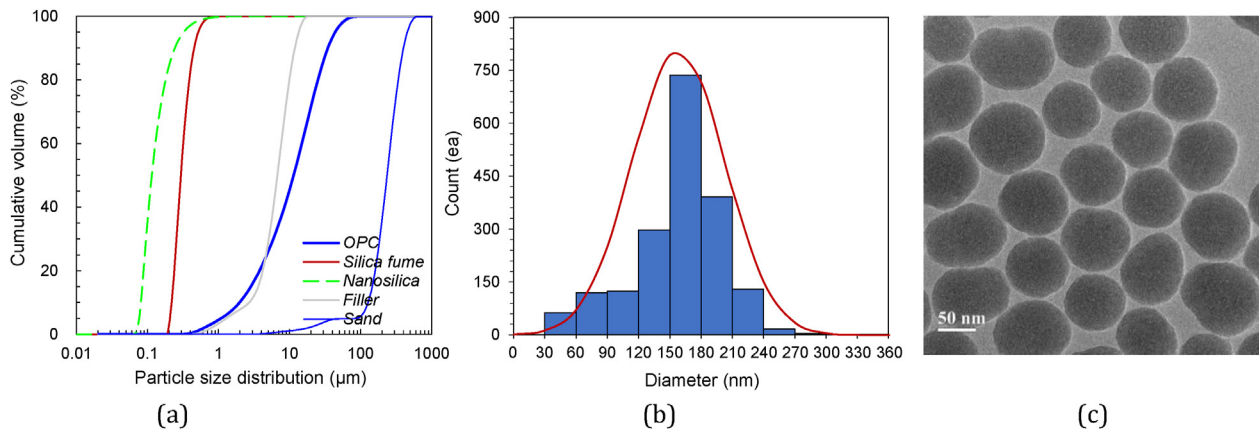 Cumulative volume (%)
100
80
60
40
20
0
OPC
Silica fume
Nanosilica
Filler
Sand
0.01 0.1 1 10 100 1000
Particle size distribution (µm)
(a)
Count (ea)
900
750
600
450
300
150
0
0 30 60 90 120 150 180 210 240 270 300 330 360
Diameter (nm)
(b)
50 nm
(c)